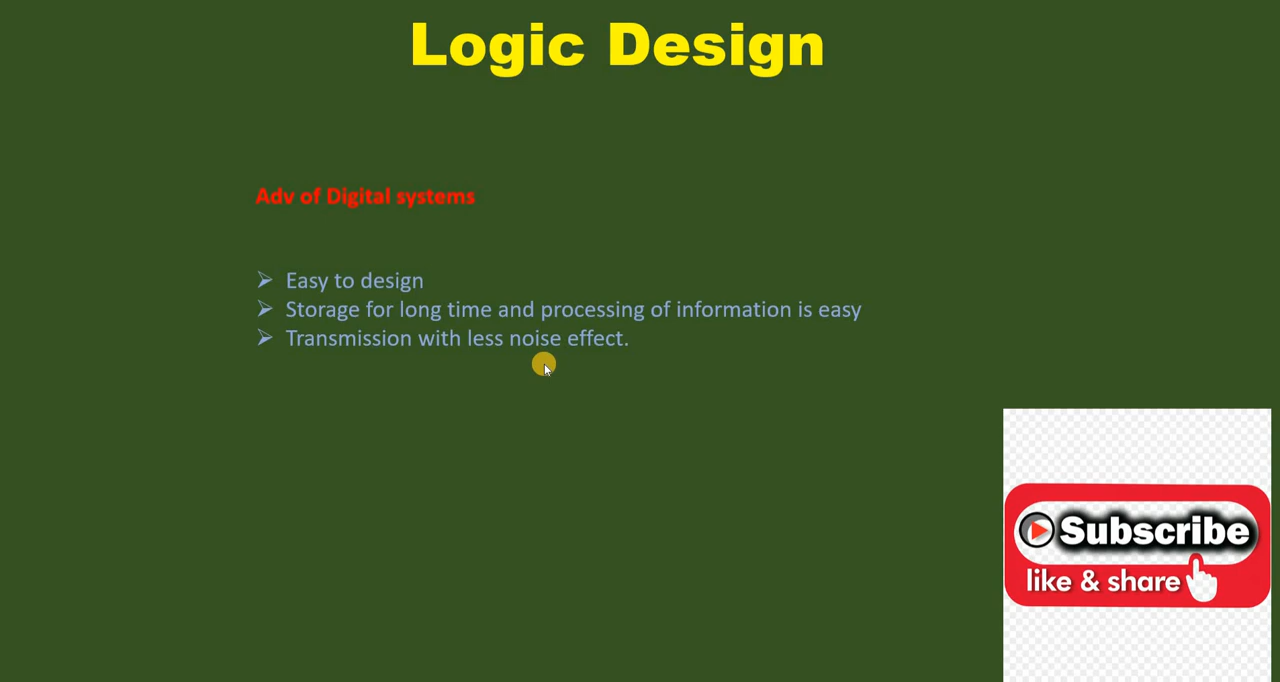 Logic Design
Adv of Digital systems
➢ Easy to design
➢ Storage for long time and processing of information is easy
➢ Transmission with less noise effect.
Subscribe
like & share